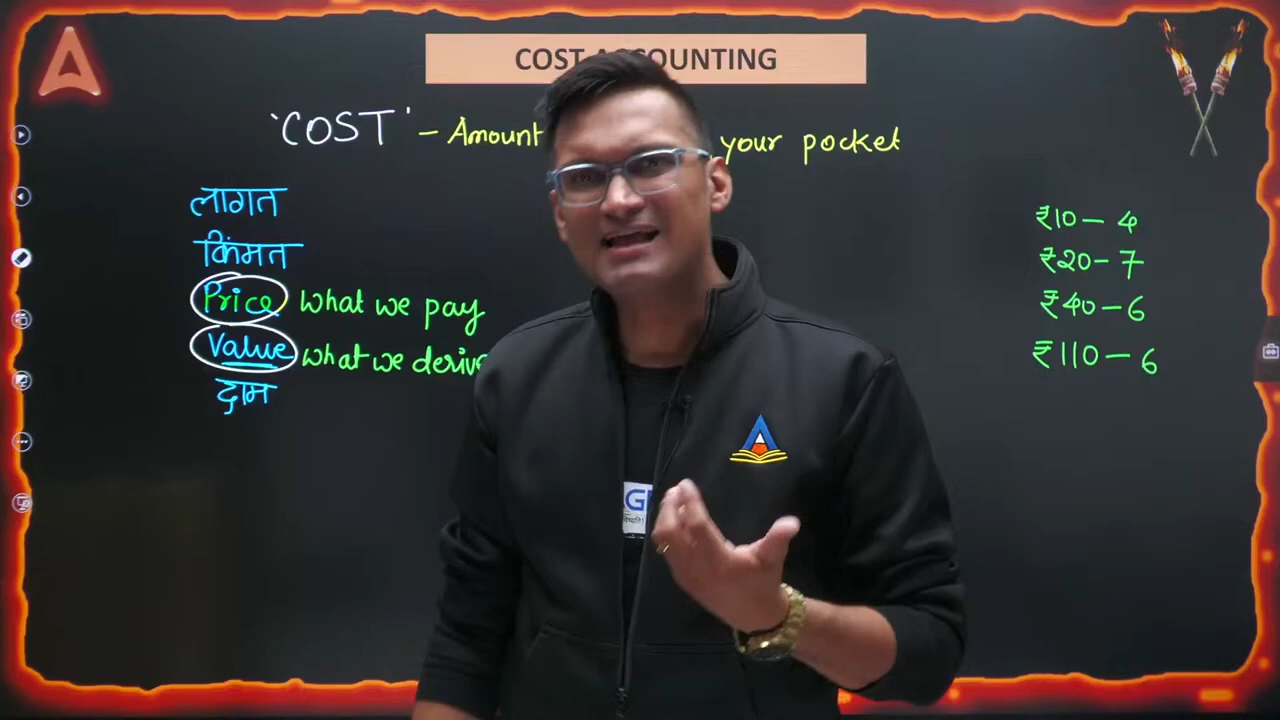 COST ACCOUNTING
'COST' - Amount your pocket
लागत
किंमत
Price what we pay
Value what we derive
दाम
₹10 - 4
₹20 - 7
₹40 - 6
₹110 - 6